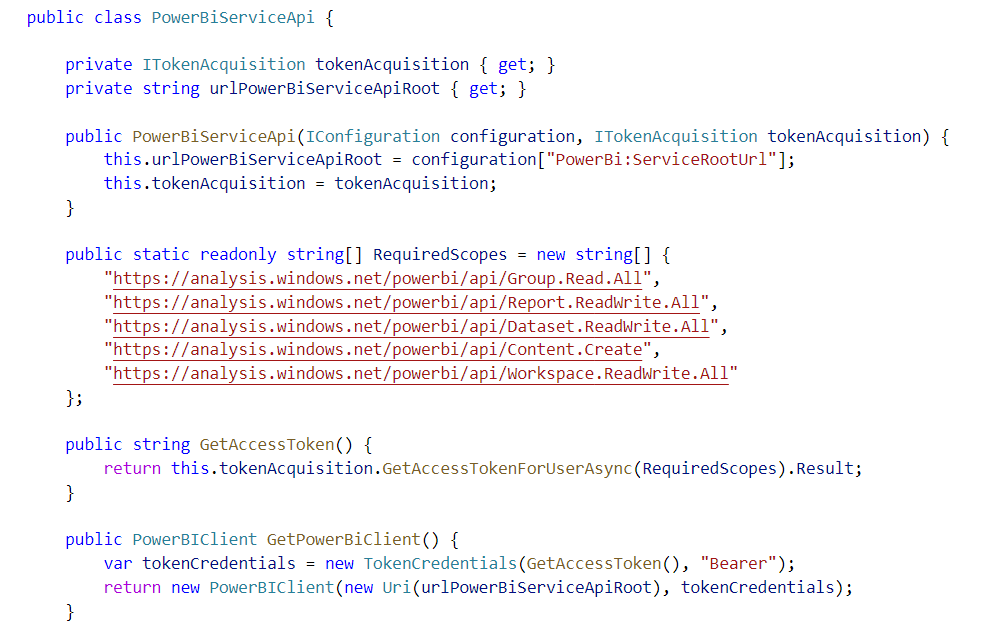 public class PowerBiServiceApi {
private ITokenAcquisition tokenAcquisition { get; }
private string urlPowerBiServiceApiRoot { get; }
public PowerBiServiceApi(IConfiguration configuration, ITokenAcquisition tokenAcquisition) {
this.urlPowerBiServiceApiRoot = configuration["PowerBi:ServiceRootUrl"];
this.tokenAcquisition = tokenAcquisition;
}
public static readonly string[] RequiredScopes = new string[] {
"https://analysis.windows.net/powerbi/api/Group.Read.All",
"https://analysis.windows.net/powerbi/api/Report.ReadWrite.All",
"https://analysis.windows.net/powerbi/api/Dataset.ReadWrite.All",
"https://analysis.windows.net/powerbi/api/Content.Create",
"https://analysis.windows.net/powerbi/api/Workspace.ReadWrite.All"
};
public string GetAccessToken() {
return this.tokenAcquisition.GetAccessTokenForUserAsync(RequiredScopes).Result;
}
public PowerBIClient GetPowerBiClient() {
var tokenCredentials = new TokenCredentials(GetAccessToken(), "Bearer");
return new PowerBIClient(new Uri(urlPowerBiServiceApiRoot), tokenCredentials);
}